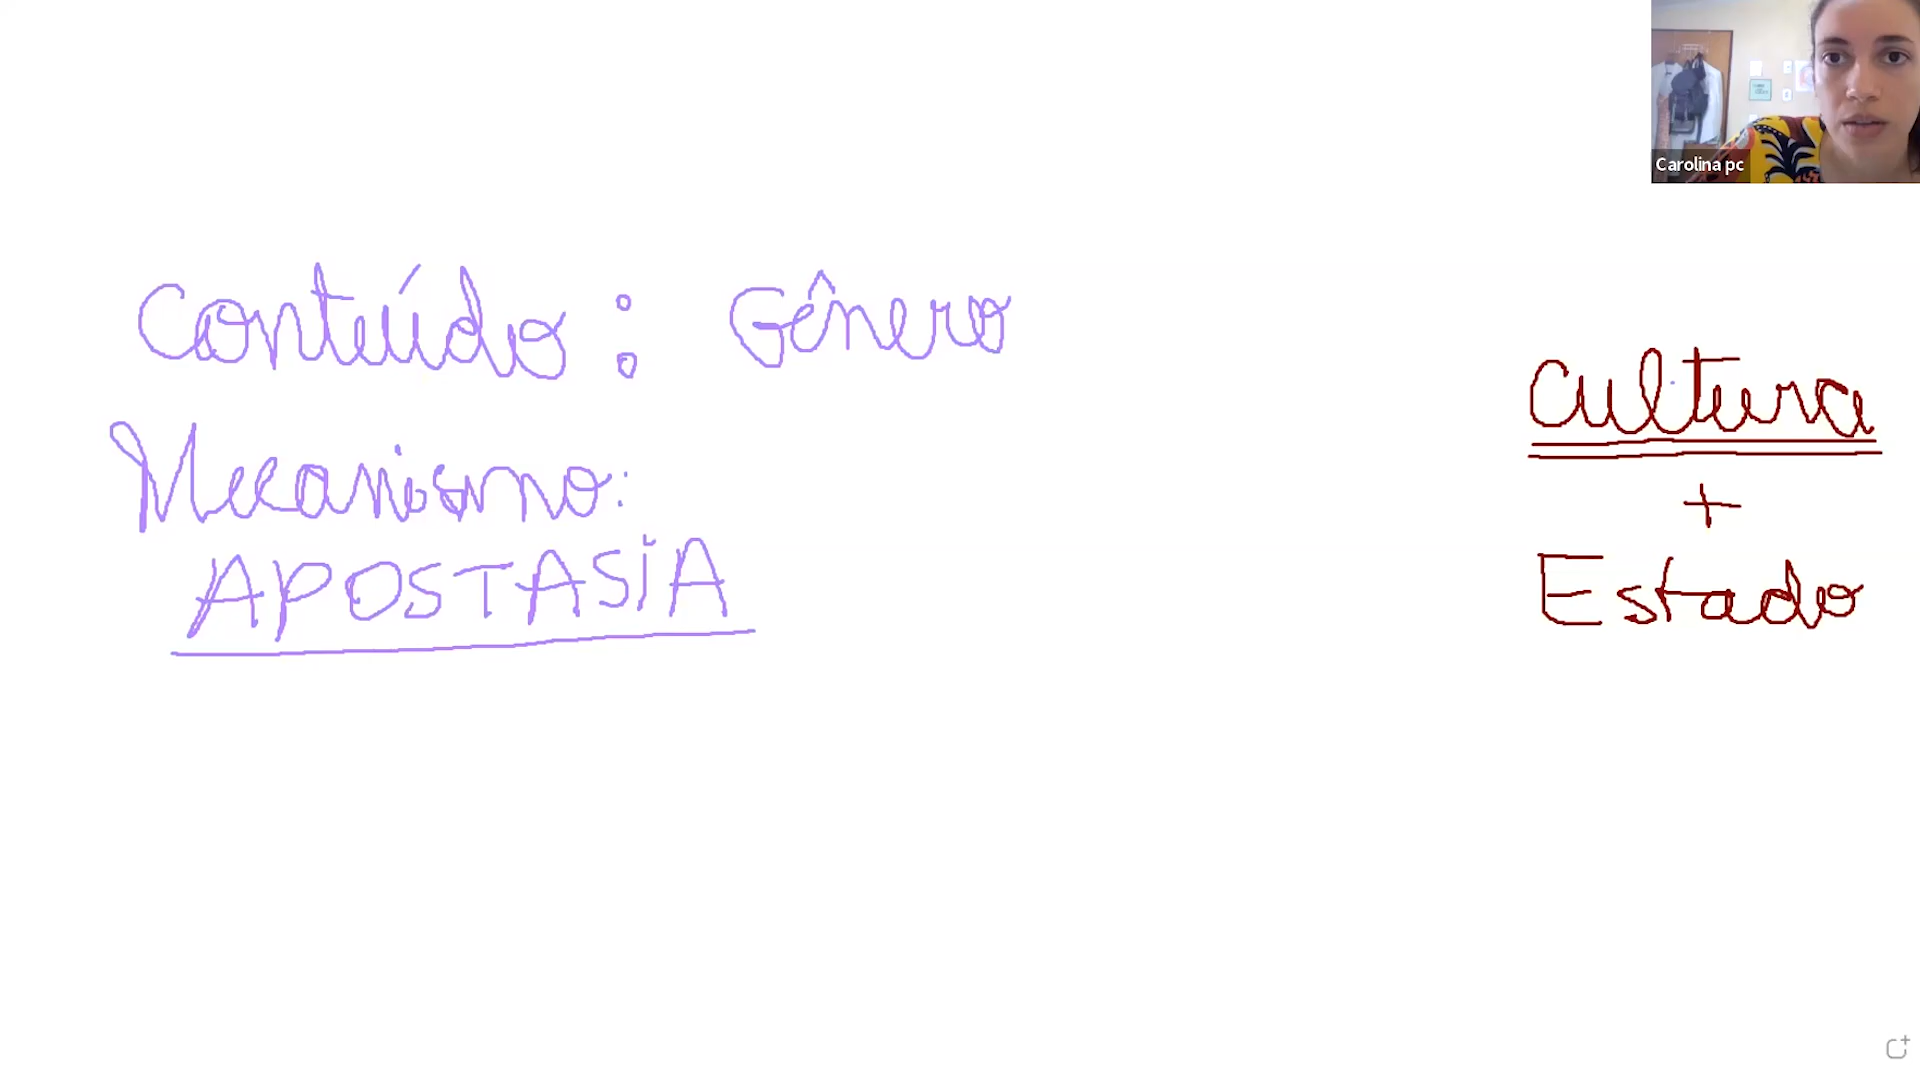 Carolina pc
Conteúdo: Gênero
Mecanismo:
APOSTASIA
Cultura
+
Estado